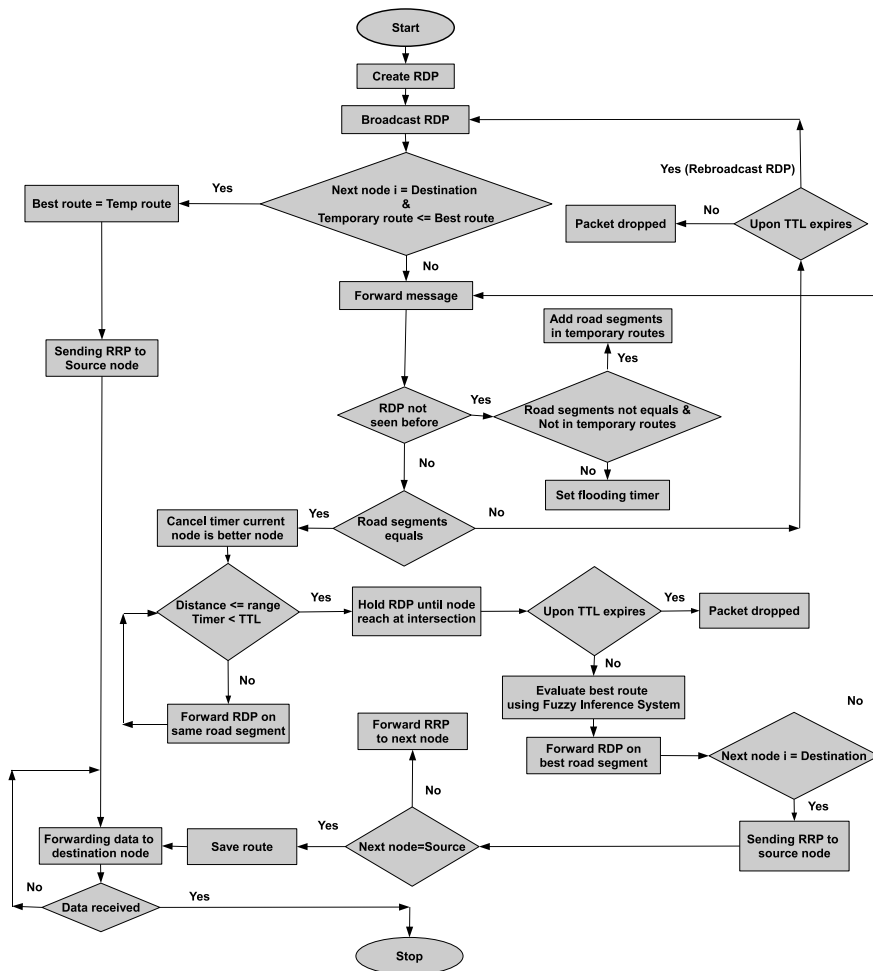 Start
Create RDP
Broadcast RDP
Yes (Rebroadcast RDP)
Next node i = Destination
&
Temporary route <= Best route
Yes
Best route = Temp route
No
Packet dropped
Upon TTL expires
No
Forward message
Add road segments
in temporary routes
Yes
Sending RRP to
Source node
RDP not
seen before
Yes
Road segments not equals &
Not in temporary routes
No
No
Set flooding timer
Cancel timer current
node is better node
Yes
Road segments
equals
No
Distance <= range
Timer < TTL
Yes
Hold RDP until node
reach at intersection
Upon TTL expires
Yes
Packet dropped
No
No
Evaluate best route
using Fuzzy Inference System
No
Forward RDP on
same road segment
Forward RRP
to next node
Forward RDP on
best road segment
Next node i = Destination
No
Yes
Forwarding data to
destination node
Save route
Yes
Next node=Source
Sending RRP to
source node
No
Data received
Yes
Stop